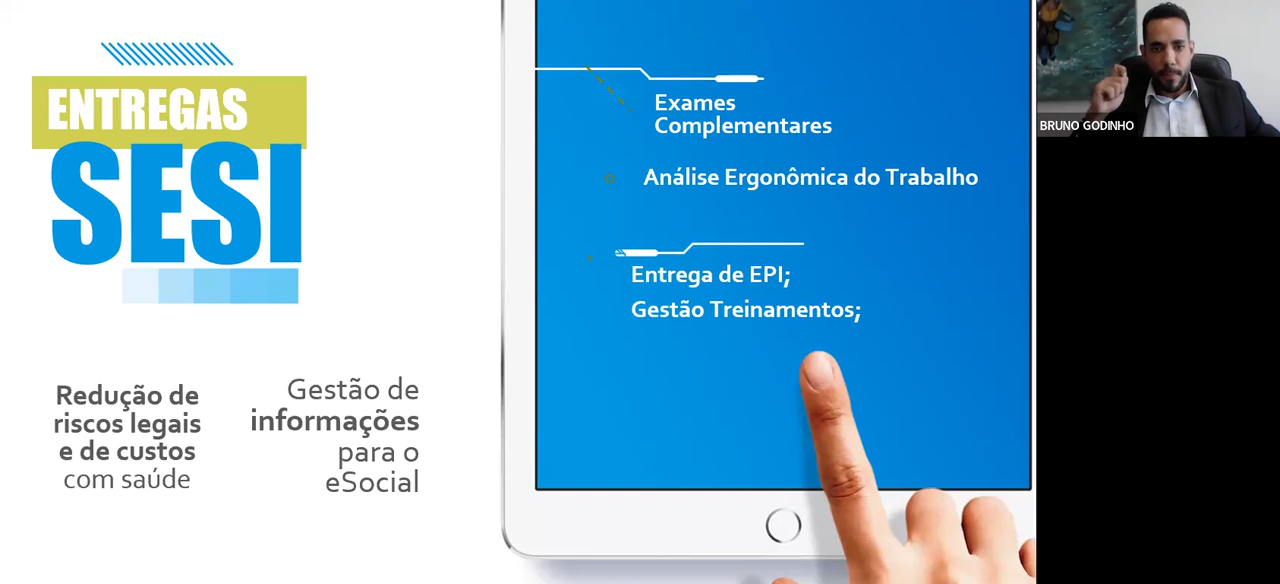 ENTREGAS
SESI
Redução de
riscos legais
e de custos
com saúde
Gestão de
informações
para o
eSocial
Exames
Complementares
Análise Ergonômica do Trabalho
Entrega de EPI;
Gestão Treinamentos;
BRUNO GODINHO